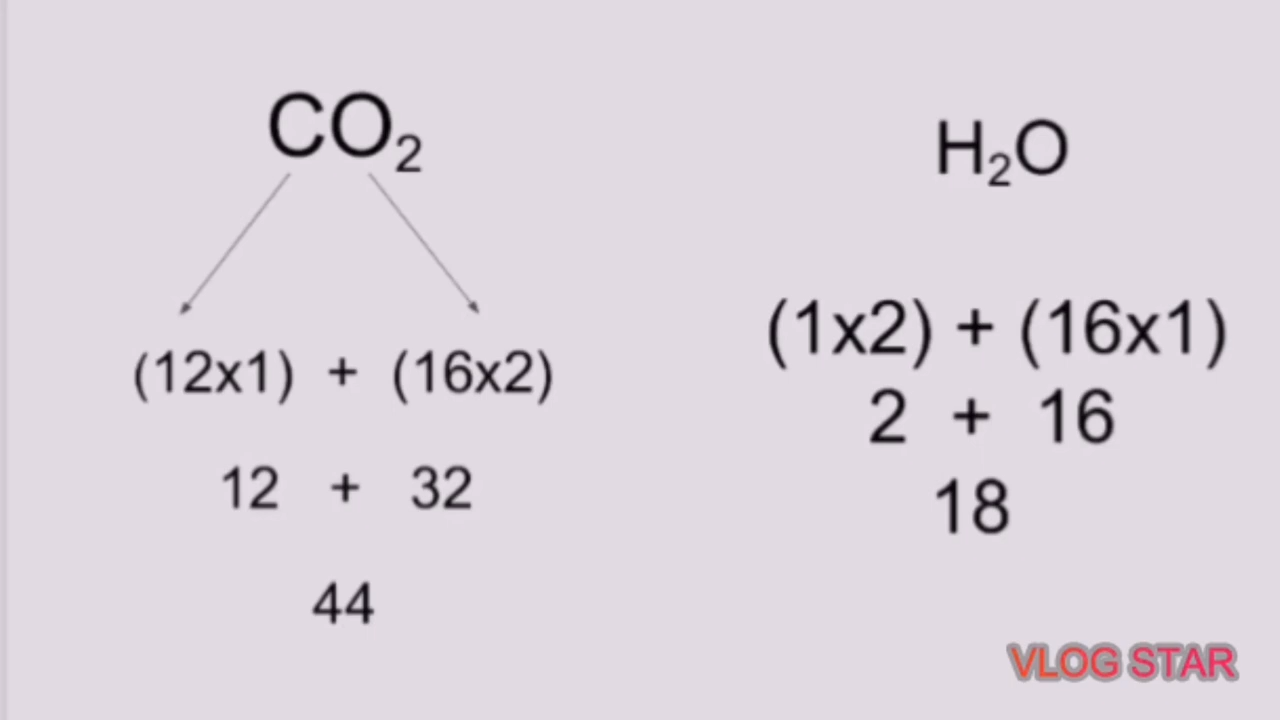 CO₂
(12x1) + (16x2)
12 + 32
44
H₂O
(1x2) + (16x1)
2 + 16
18
VLOG STAR